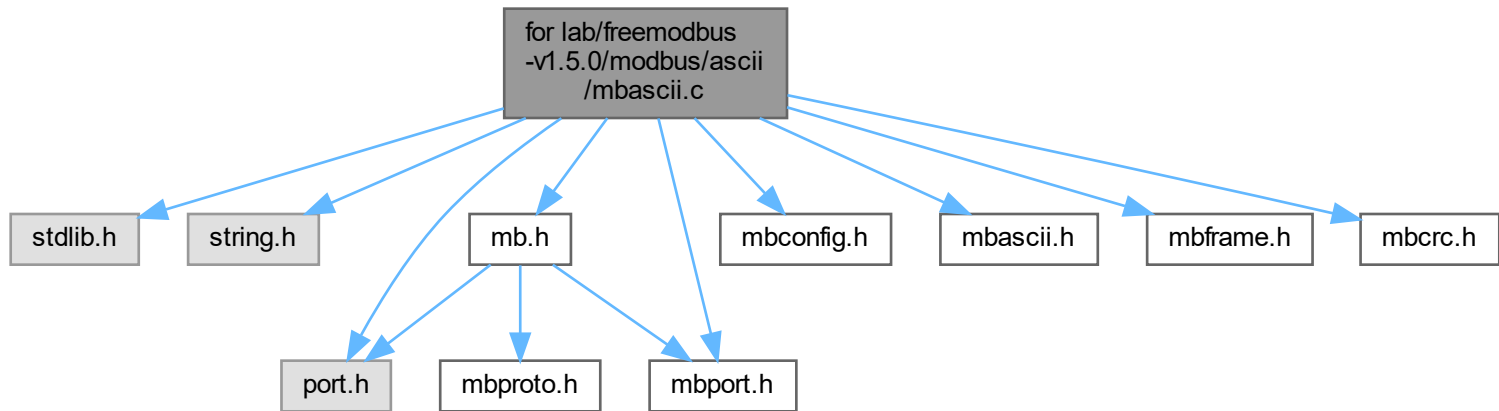 for lab/freemodbus
-v1.5.0/modbus/ascii
/mbascii.c
stdlib.h
string.h
mb.h
mbconfig.h
mbascii.h
mbframe.h
mbcrc.h
port.h
mbproto.h
mbport.h